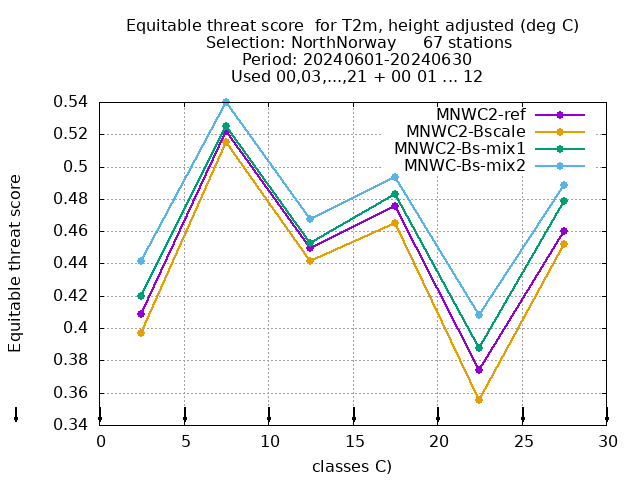 Equitable threat score  for T2m, height adjusted (deg C)
Selection: NorthNorway     67 stations
Period: 20240601-20240630
Used 00,03,...,21 + 00 01 ... 12
MNWC2-ref
MNWC2-Bscale
MNWC2-Bs-mix1
MNWC-Bs-mix2
Equitable threat score
0.54
0.52
0.5
0.48
0.46
0.44
0.42
0.4
0.38
0.36
0.34
0 5 10 15 20 25 30
classes C)